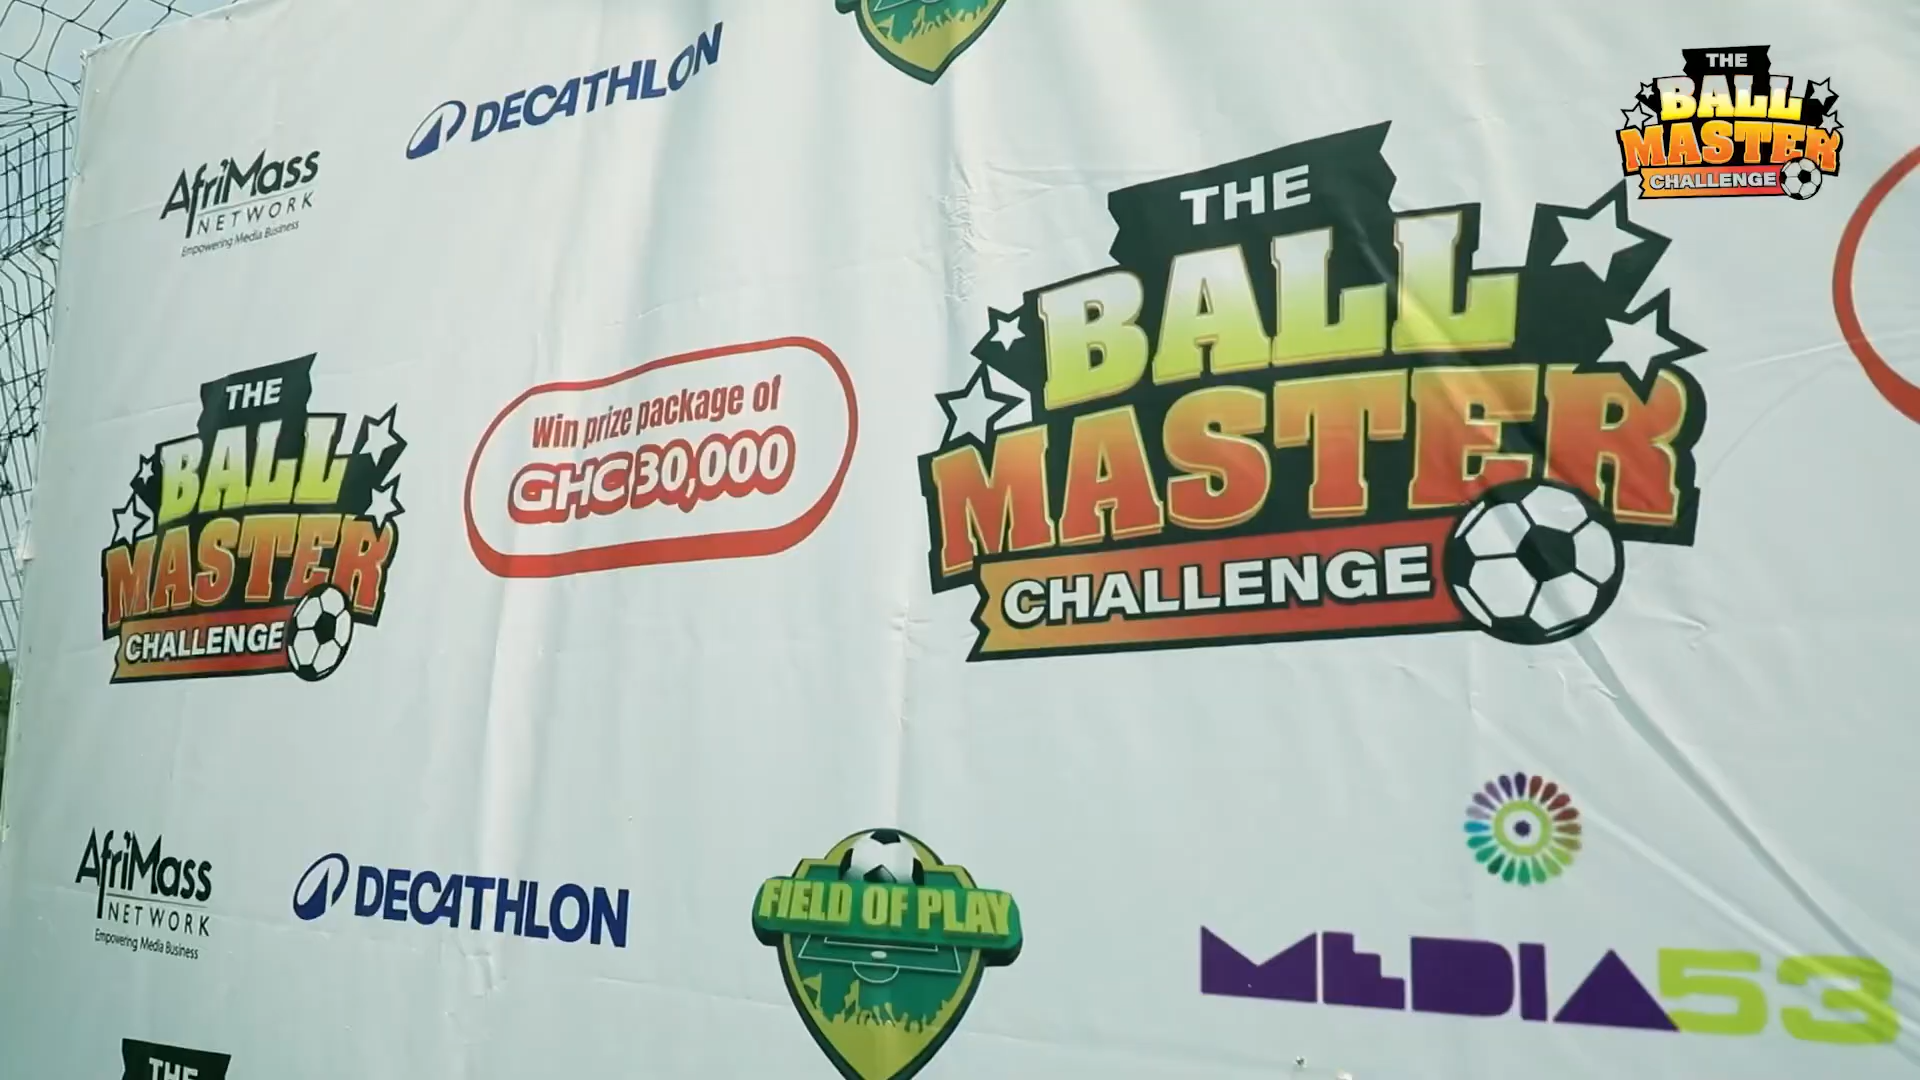 DECATHLON
AfriMass
NETWORK
Empowering Media Business
THE
BALL
MASTER
CHALLENGE
THE
BALL
MASTER
CHALLENGE
Win prize package of
GHC 30,000
THE
BALL
MASTER
CHALLENGE
AfriMass
NETWORK
Empowering Media Business
DECATHLON
FIELD OF PLAY
MEDIA53
THE